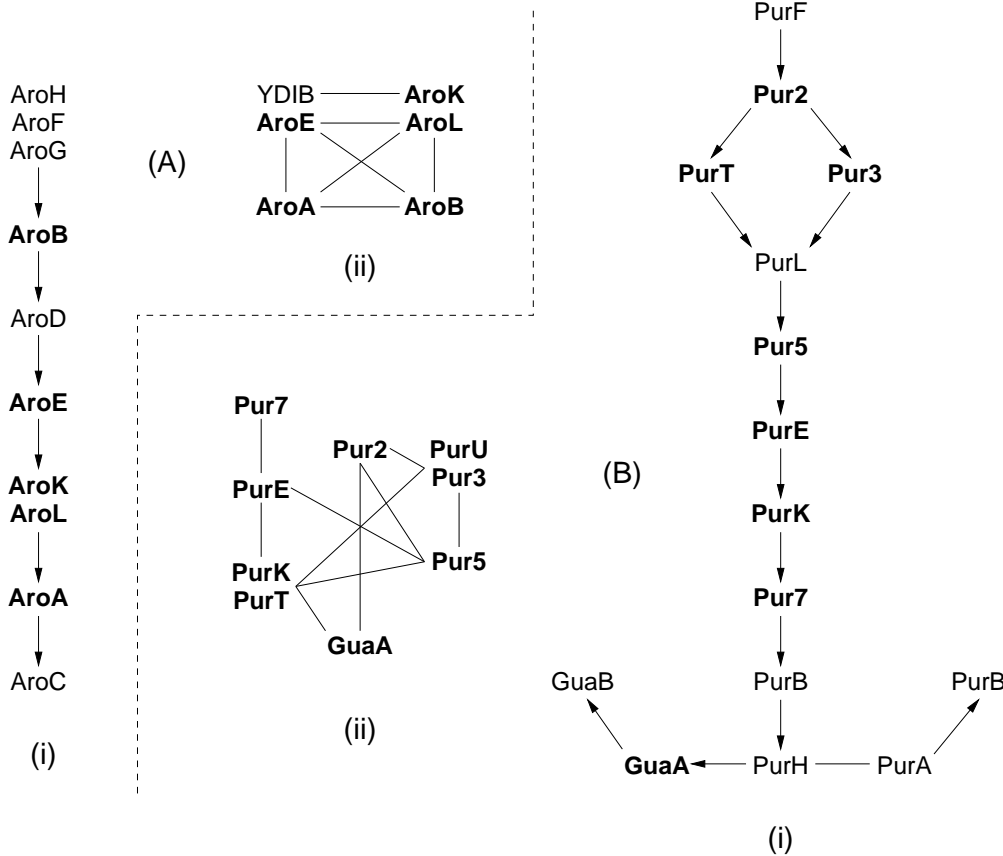 AroH
AroF
AroG
AroB
AroD
AroE
AroK
AroL
AroA
AroC
(i)
(A)
YDIB AroK
AroE AroL
AroA AroB
(ii)
Pur7
Pur2 PurU
Pur3
PurE
PurK Pur5
PurT
GuaA
(ii)
(B)
PurF
Pur2
PurT Pur3
PurL
Pur5
PurE
PurK
Pur7
GuaB PurB PurB
GuaA PurH PurA
(i)